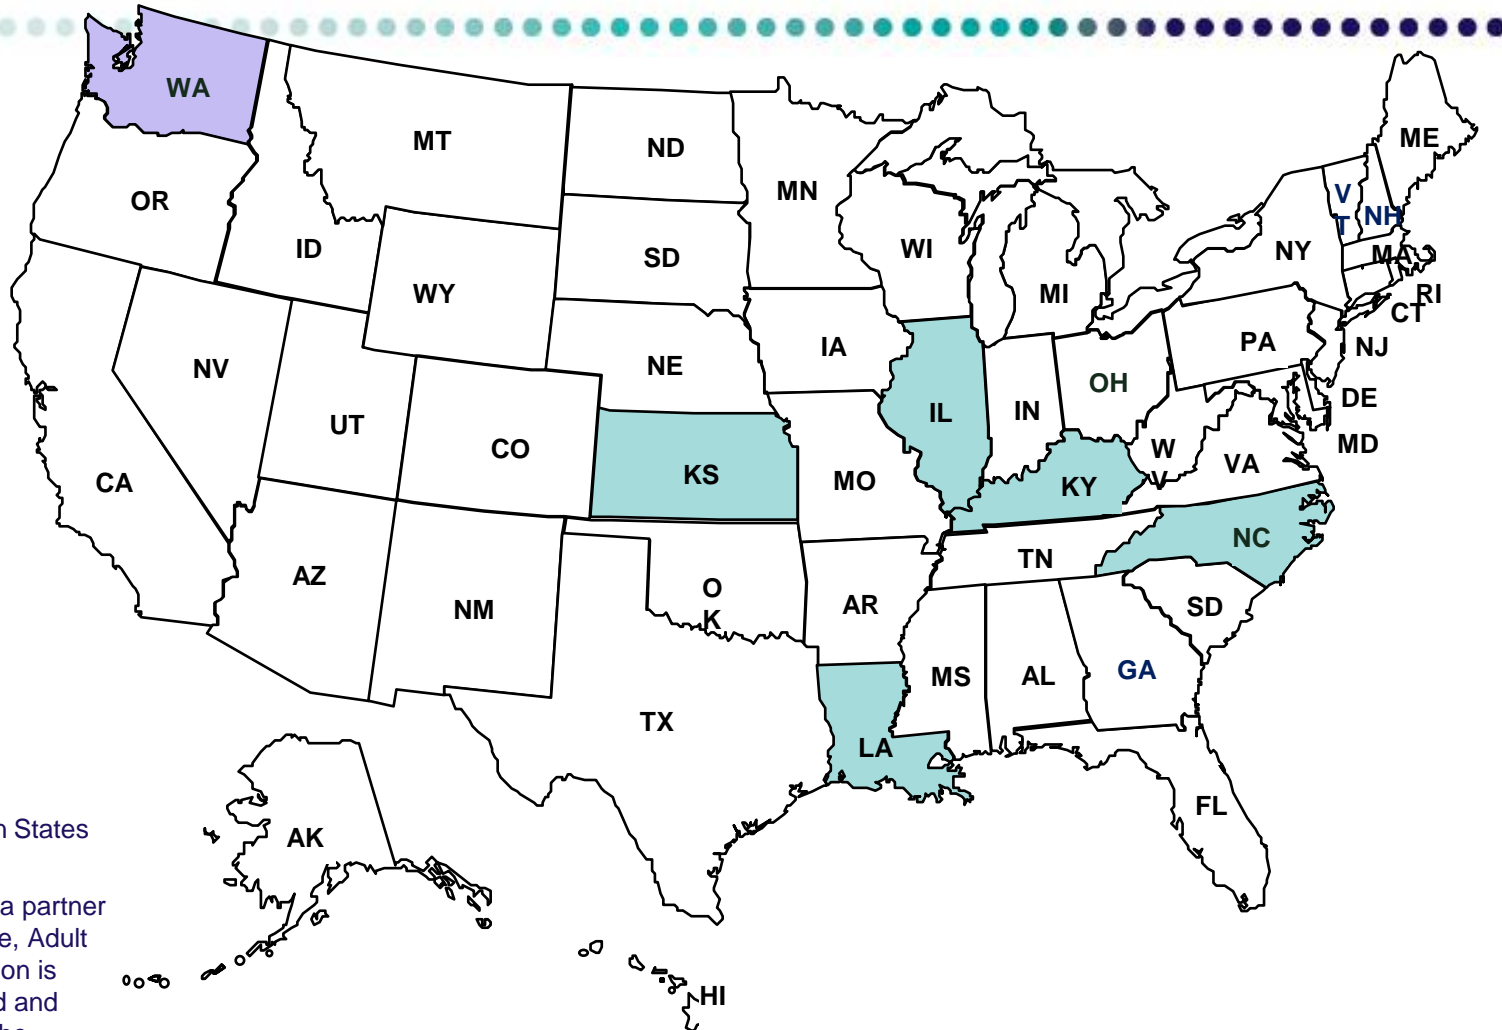 WA
MT
ND
MN
ME
OR
ID
SD
WI
V
T
NH
NY
MA
WY
MI
RI
CT
NV
NE
IA
PA
NJ
UT
CO
KS
IL
IN
OH
DE
MD
CA
MO
KY
W
V
VA
AZ
NM
O
K
AR
TN
NC
SD
TX
LA
MS
AL
GA
FL
AK
HI
States
a partner
e, Adult
on is
d and